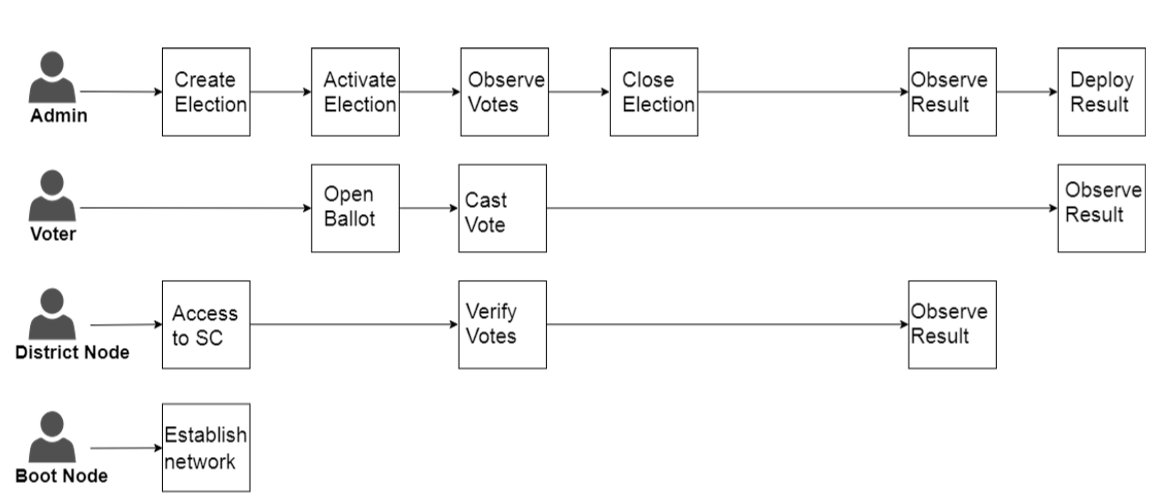 Admin
Create
Election
Activate
Election
Observe
Votes
Close
Election
Observe
Result
Deploy
Result
Voter
Open
Ballot
Cast
Vote
Observe
Result
District Node
Access
to SC
Verify
Votes
Observe
Result
Boot Node
Establish
network